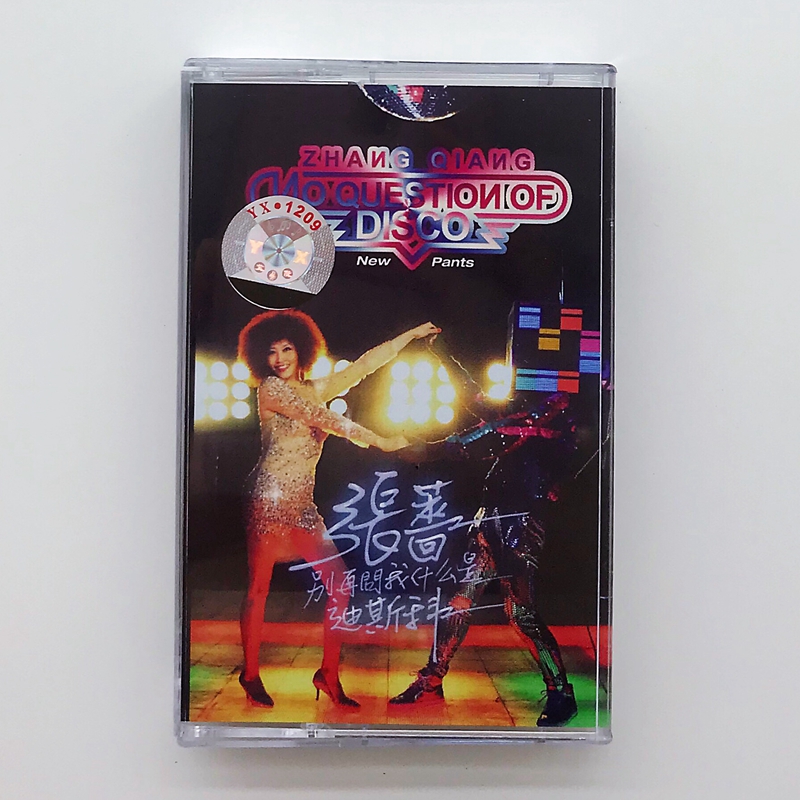 ZHANG QIANG
NO QUESTION OF
DISCO
New Pants
YX•1209
Y X
張薔
别再問我什么是
迪斯科